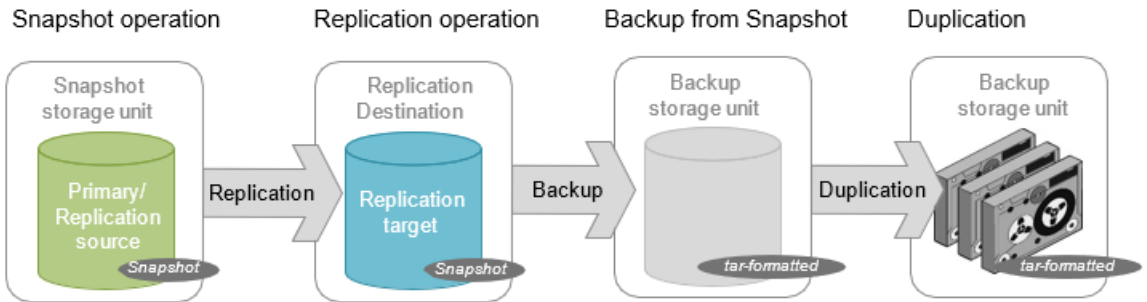 Snapshot operation
Replication operation
Backup from Snapshot
Duplication
Snapshot
storage unit
Replication
Destination
Backup
storage unit
Backup
storage unit
Primary/
Replication
source
Replication
Replication
target
Backup
Duplication
Snapshot
Snapshot
tar-formatted
tar-formatted